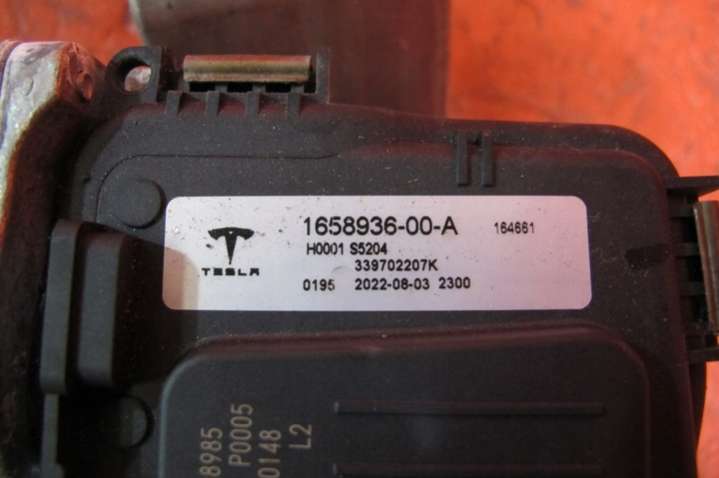 1658936-00-A 164661
H0001 S5204
TESLA 339702207K
0195 2022-08-03 2300
8985
P0005
0148
L2